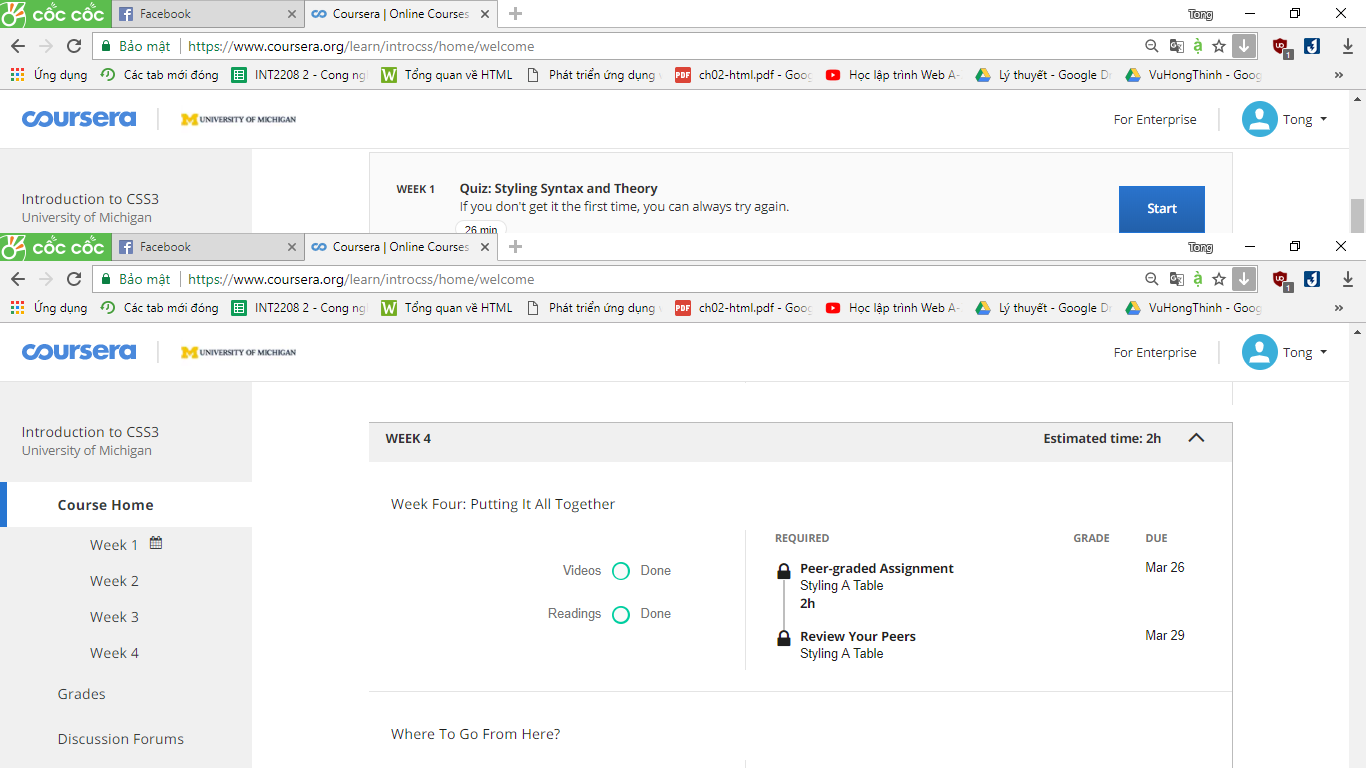 cốc cốc Facebook Coursera | Online Courses Tong
Bảo mật https://www.coursera.org/learn/introcss/home/welcome
Ứng dụng Các tab mới đóng INT2208 2 - Cong ng Tổng quan về HTML Phát triển ứng dụng ch02-html.pdf - Goog Học lập trình Web A- Lý thuyết - Google Dr VuHongThinh - Goog »
coursera M UNIVERSITY OF MICHIGAN For Enterprise Tong
Introduction to CSS3
University of Michigan
WEEK 1 Quiz: Styling Syntax and Theory
If you don't get it the first time, you can always try again.
Start
26 min
cốc cốc Facebook Coursera | Online Courses Tong
Bảo mật https://www.coursera.org/learn/introcss/home/welcome
Ứng dụng Các tab mới đóng INT2208 2 - Cong ng Tổng quan về HTML Phát triển ứng dụng ch02-html.pdf - Goog Học lập trình Web A- Lý thuyết - Google Dr VuHongThinh - Goog »
coursera M UNIVERSITY OF MICHIGAN For Enterprise Tong
Introduction to CSS3
University of Michigan
Course Home
Week 1
Week 2
Week 3
Week 4
Grades
Discussion Forums
WEEK 4 Estimated time: 2h
Week Four: Putting It All Together
Videos Done
Readings Done
REQUIRED GRADE DUE
Peer-graded Assignment Mar 26
Styling A Table
2h
Review Your Peers Mar 29
Styling A Table
Where To Go From Here?